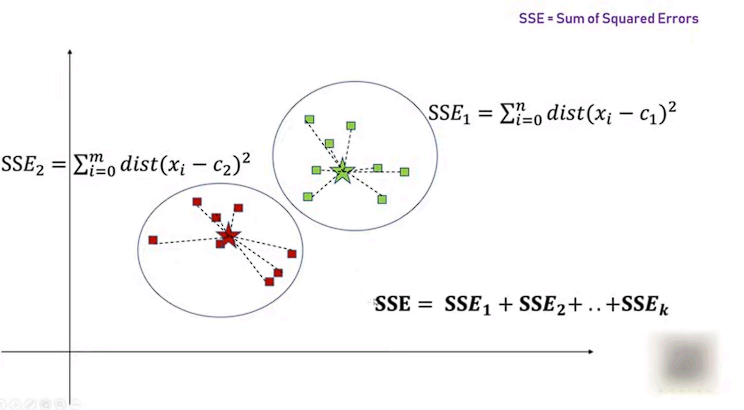 SSE = Sum of Squared Errors
SSE₁ = ∑ⁿᵢ₌₀ dist(xᵢ − c₁)²
SSE₂ = ∑ᵐᵢ₌₀ dist(xᵢ − c₂)²
SSE = SSE₁ + SSE₂+ . . +SSEₖ